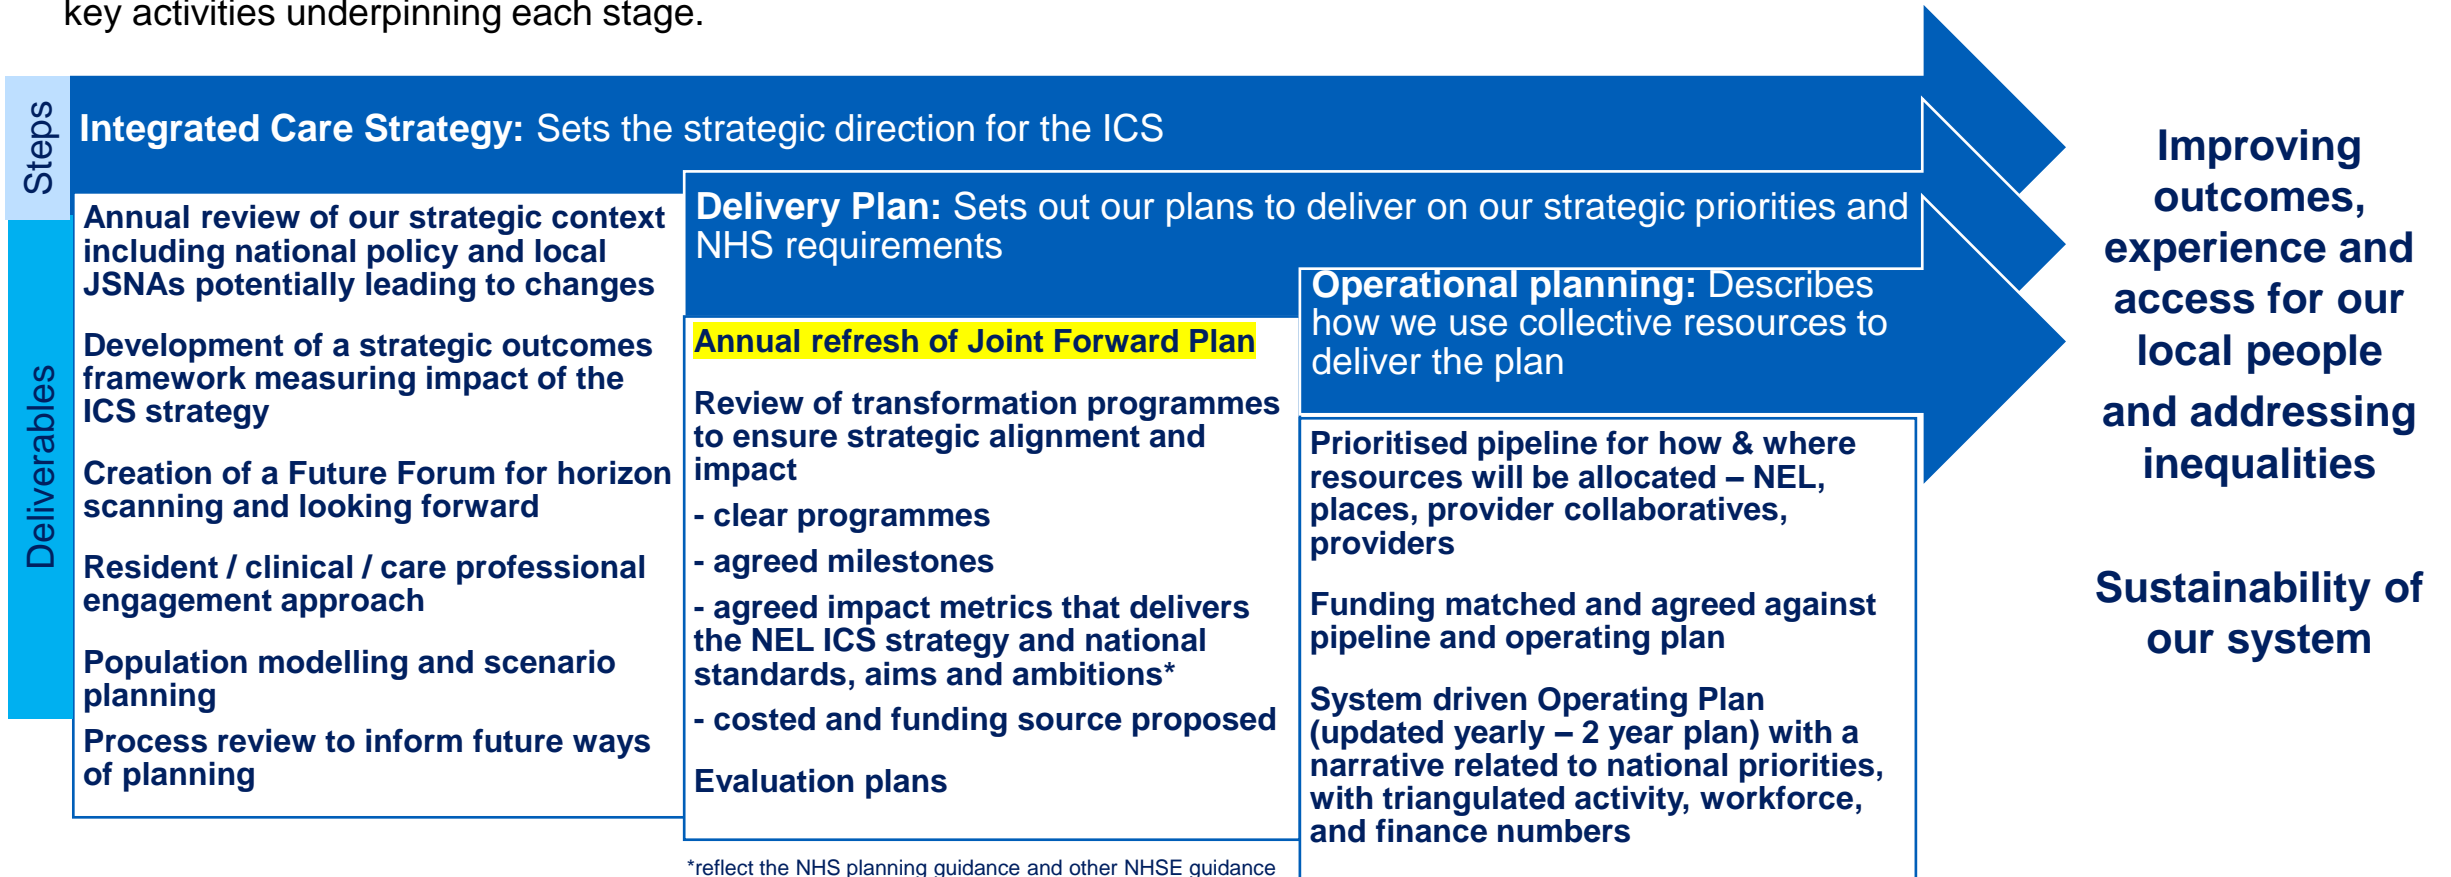 key activities underpinning each stage.
Steps
Integrated Care Strategy: Sets the strategic direction for the ICS
Deliverables
Annual review of our strategic context
including national policy and local
JSNAs potentially leading to changes
Development of a strategic outcomes
framework measuring impact of the
ICS strategy
Creation of a Future Forum for horizon
scanning and looking forward
Resident / clinical / care professional
engagement approach
Population modelling and scenario
planning
Process review to inform future ways
of planning
Delivery Plan: Sets out our plans to deliver on our strategic priorities and
NHS requirements
Annual refresh of Joint Forward Plan
Review of transformation programmes
to ensure strategic alignment and
impact
- clear programmes
- agreed milestones
- agreed impact metrics that delivers
the NEL ICS strategy and national
standards, aims and ambitions*
- costed and funding source proposed
Evaluation plans
*reflect the NHS planning guidance and other NHSE guidance
Operational planning: Describes
how we use collective resources to
deliver the plan
Prioritised pipeline for how & where
resources will be allocated – NEL,
places, provider collaboratives,
providers
Funding matched and agreed against
pipeline and operating plan
System driven Operating Plan
(updated yearly – 2 year plan) with a
narrative related to national priorities,
with triangulated activity, workforce,
and finance numbers
Improving
outcomes,
experience and
access for our
local people
and addressing
inequalities
Sustainability of
our system